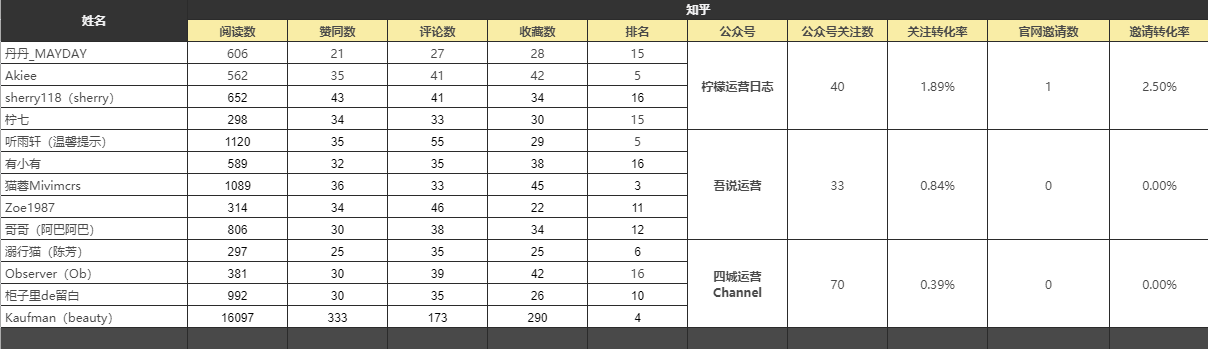 姓名 知乎
阅读数 赞同数 评论数 收藏数 排名 公众号 公众号关注数 关注转化率 官网邀请数 邀请转化率
丹丹_MAYDAY 606 21 27 28 15
Akiee 562 35 41 42 5
柠檬运营日志 40 1.89% 1 2.50%
sherry118（sherry） 652 43 41 34 16
柠七 298 34 33 30 15
听雨轩（温馨提示） 1120 35 55 29 5
有小有 589 32 35 38 16
猫蓉Mivimcrs 1089 36 33 45 3 吾说运营 33 0.84% 0 0.00%
Zoe1987 314 34 46 22 11
哥哥（阿巴阿巴） 806 30 38 34 12
溺行猫（陈芳） 297 25 35 25 6
Observer（Ob） 381 30 39 42 16 四城运营
Channel 70 0.39% 0 0.00%
柜子里de留白 992 30 35 26 10
Kaufman（beauty） 16097 333 173 290 4